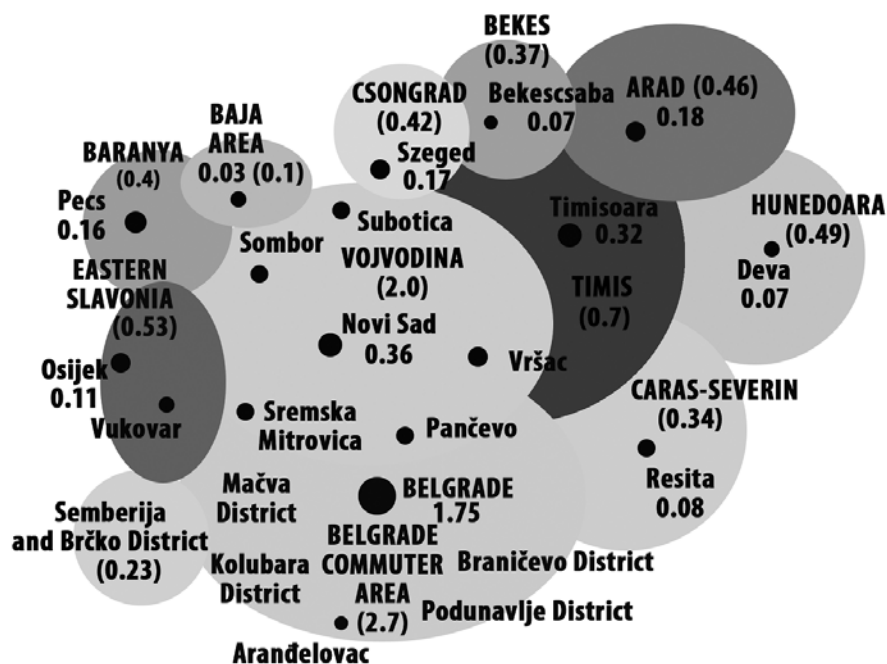 BEKES
(0.37)
CSONGRAD
(0.42)
Bekescsaba
0.07
ARAD (0.46)
0.18
BAJA
AREA
0.03 (0.1)
BARANYA
(0.4)
Szeged
0.17
Pecs
0.16
Subotica
Timisoara
0.32
HUNEDOARA
(0.49)
Sombor
VOJVODINA
(2.0)
Deva
0.07
EASTERN
SLAVONIA
(0.53)
TIMIS
(0.7)
Novi Sad
0.36
Vršac
Osijek
0.11
Vukovar
CARAS-SEVERIN
(0.34)
Sremska
Mitrovica
Pančevo
Resita
0.08
Mačva
District
BELGRADE
1.75
Semberija
and Brčko District
(0.23)
BELGRADE
COMMUTER
AREA
(2.7)
Kolubara
District
Braničevo District
Podunavlje District
Aranđelovac